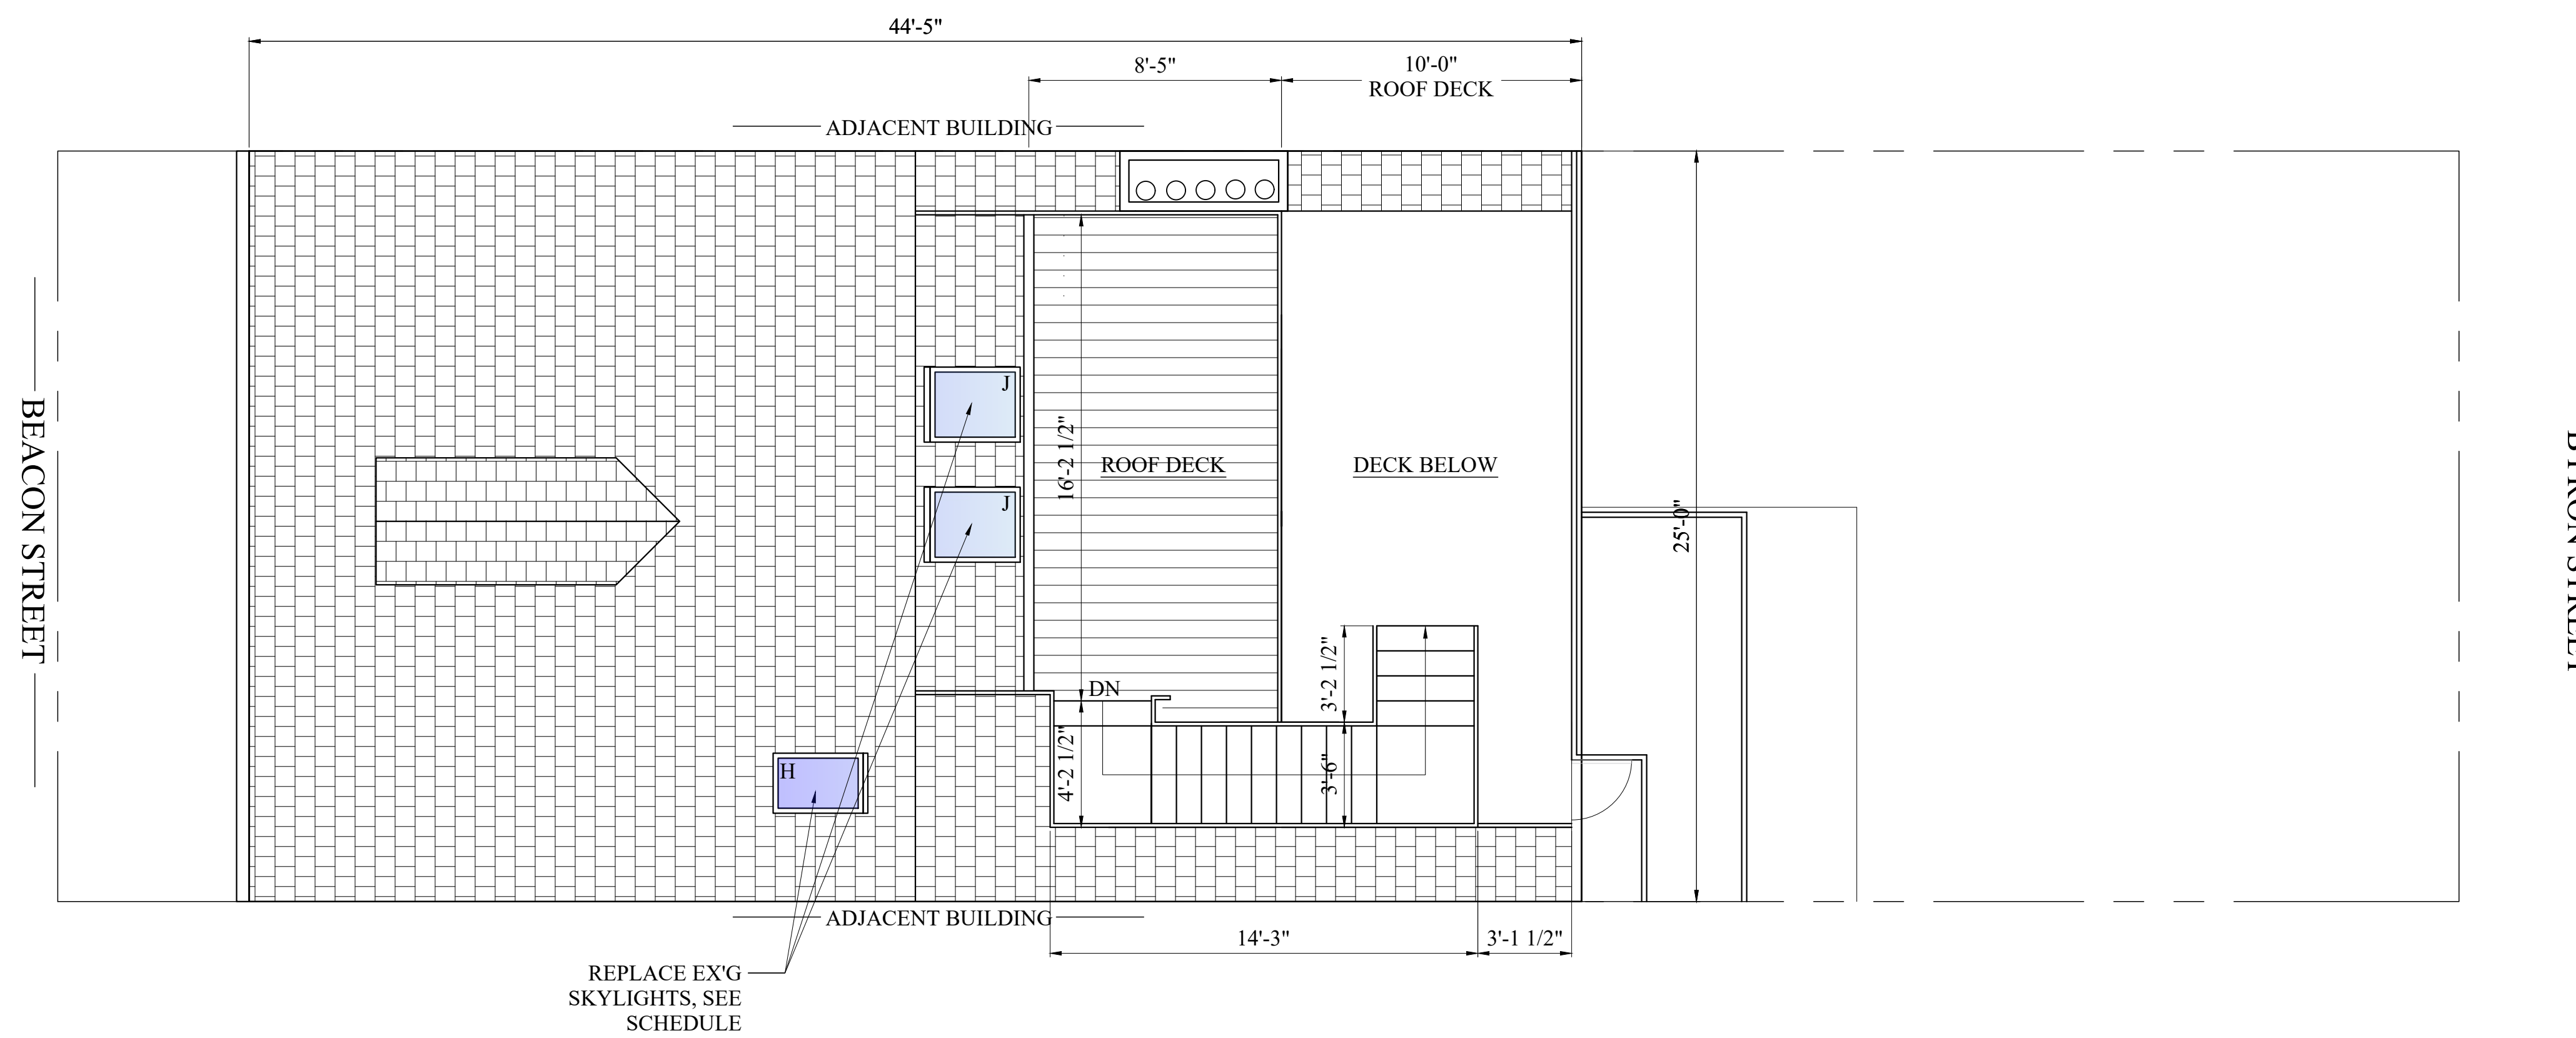 44'-5"
8'-5"
10'-0"
ROOF DECK
ADJACENT BUILDING
BEACON STREET
J
J
16'-2 1/2"
ROOF DECK
DECK BELOW
25'-0"
BYRON STREET
DN
3'-2 1/2"
H
4'-2 1/2"
3'-6"
ADJACENT BUILDING
14'-3"
3'-1 1/2"
REPLACE EX'G
SKYLIGHTS, SEE
SCHEDULE